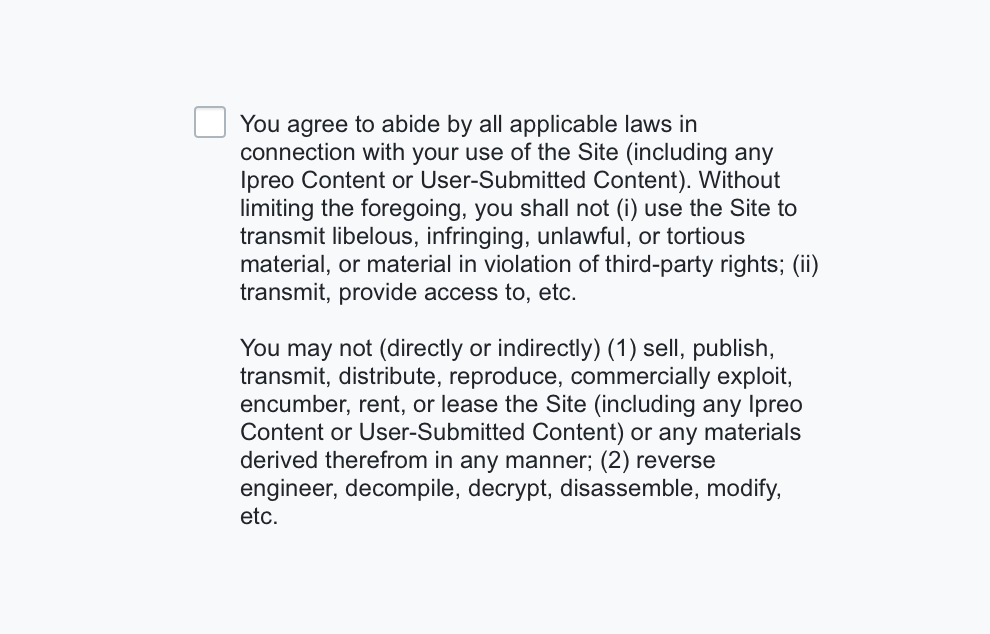 You agree to abide by all applicable laws in
connection with your use of the Site (including any
Ipreo Content or User-Submitted Content). Without
limiting the foregoing, you shall not (i) use the Site to
transmit libelous, infringing, unlawful, or tortious
material, or material in violation of third-party rights; (ii)
transmit, provide access to, etc.
You may not (directly or indirectly) (1) sell, publish,
transmit, distribute, reproduce, commercially exploit,
encumber, rent, or lease the Site (including any Ipreo
Content or User-Submitted Content) or any materials
derived therefrom in any manner; (2) reverse
engineer, decompile, decrypt, disassemble, modify,
etc.